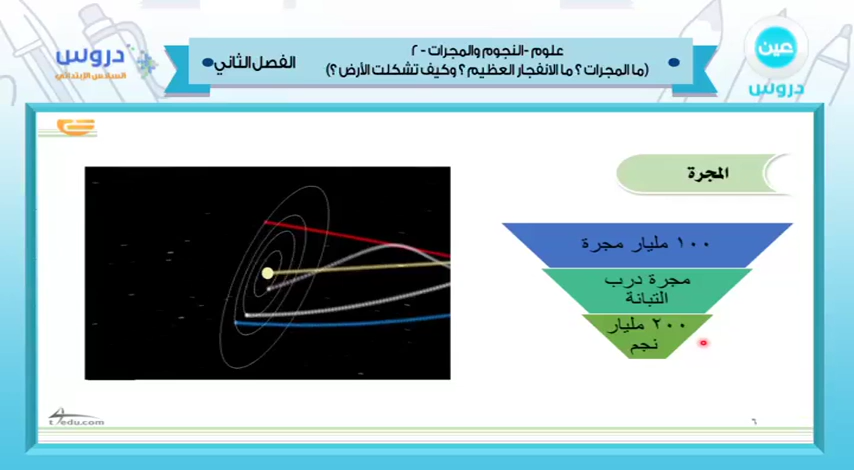 علوم -النجوم والمجرات - ٢
(ما المجرات ؟ ما الانفجار العظيم ؟ وكيف تشكلت الأرض ؟)
الفصل الثاني
عين
دروس
دروس
السادس الإبتدائي
المجرة
١٠٠ مليار مجرة
مجرة درب
التبانة
٢٠٠ مليار
نجم
t4edu.com
٦